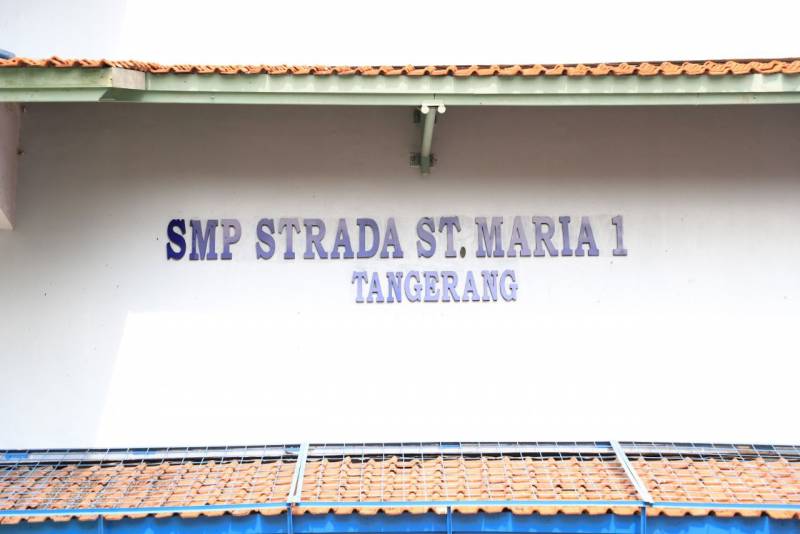 SMP STRADA ST. MARIA 1
TANGERANG